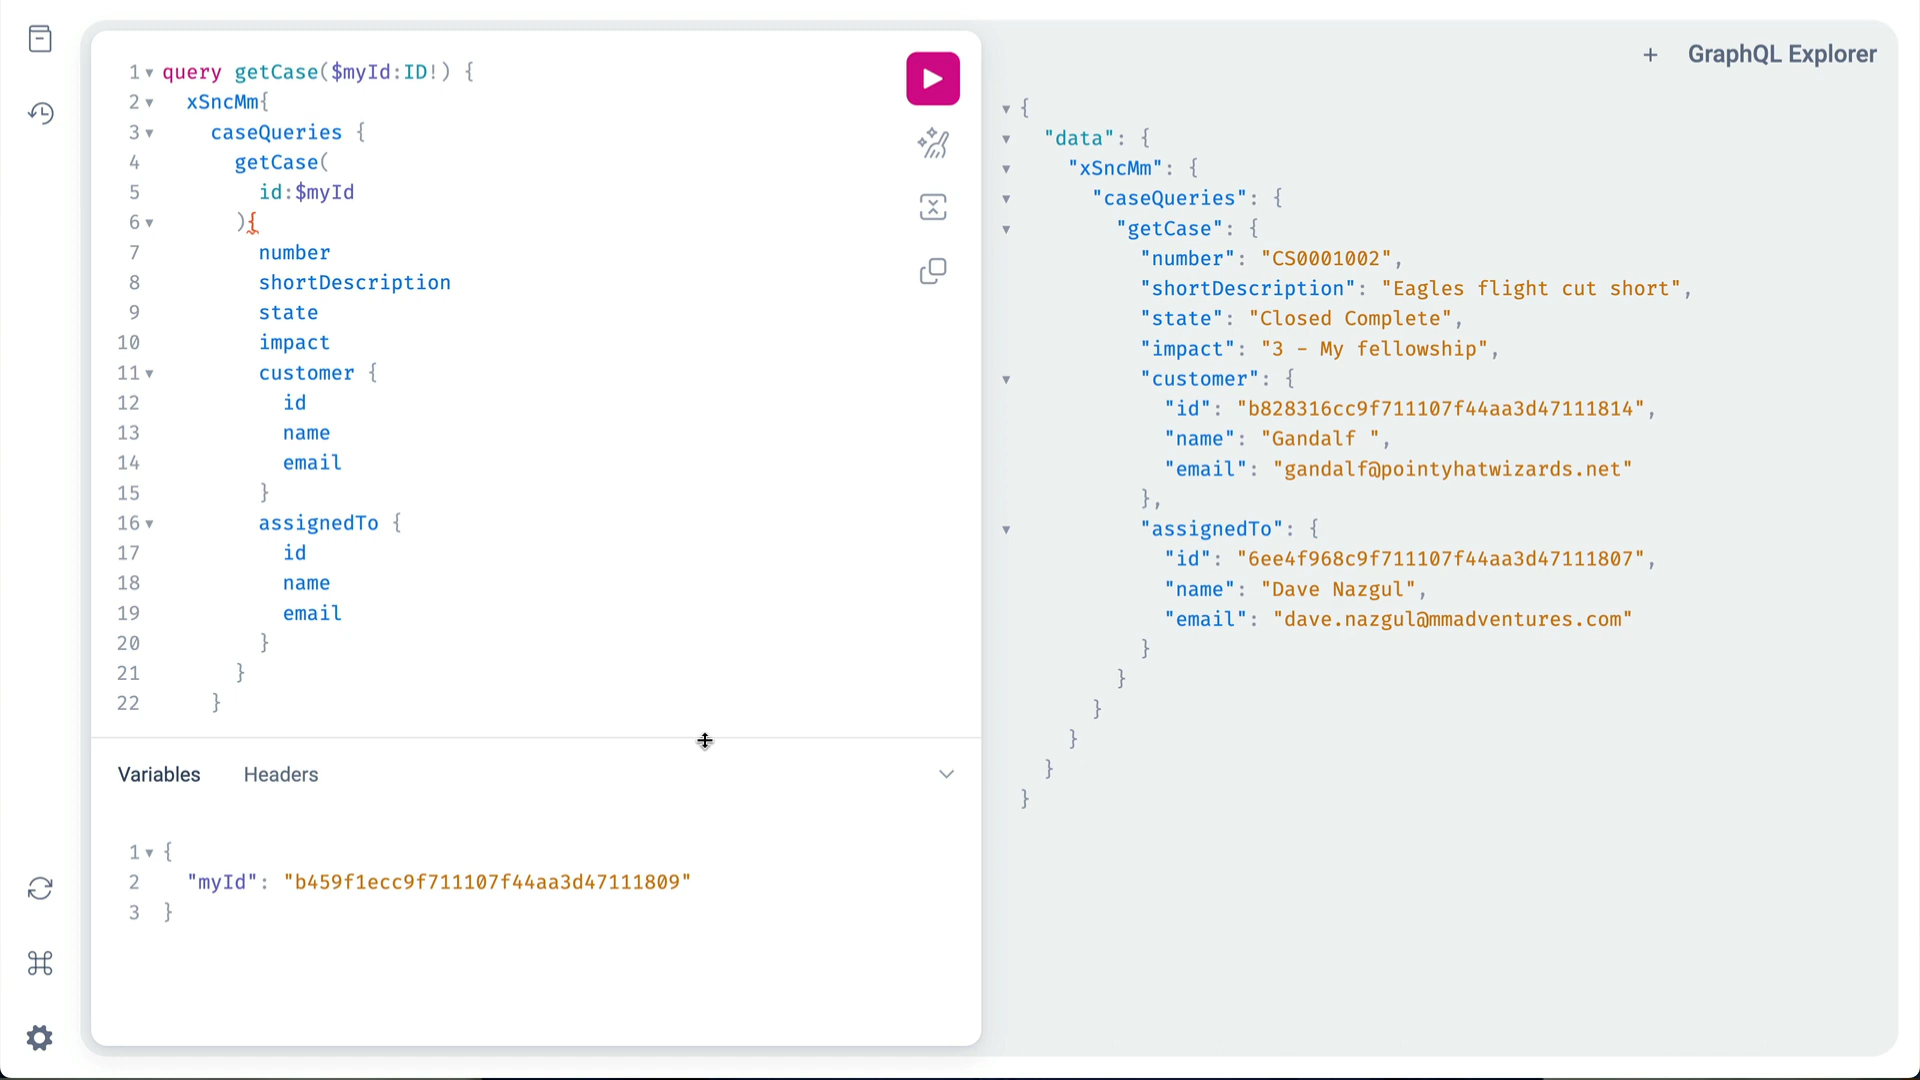 1 query getCase($myId:ID!) {
2 xSncMm{
3 caseQueries {
4 getCase(
5 id:$myId
6 ){
7 number
8 shortDescription
9 state
10 impact
11 customer {
12 id
13 name
14 email
15 }
16 assignedTo {
17 id
18 name
19 email
20 }
21 }
22 }
Variables Headers
1 {
2 "myId": "b459f1ecc9f711107f44aa3d47111809"
3 }
+ GraphQL Explorer
{
"data": {
"xSncMm": {
"caseQueries": {
"getCase": {
"number": "CS0001002",
"shortDescription": "Eagles flight cut short",
"state": "Closed Complete",
"impact": "3 - My fellowship",
"customer": {
"id": "b828316cc9f711107f44aa3d47111814",
"name": "Gandalf ",
"email": "gandalf@pointyhatwizards.net"
},
"assignedTo": {
"id": "6ee4f968c9f711107f44aa3d47111807",
"name": "Dave Nazgul",
"email": "dave.nazgul@mmadventures.com"
}
}
}
}
}
}